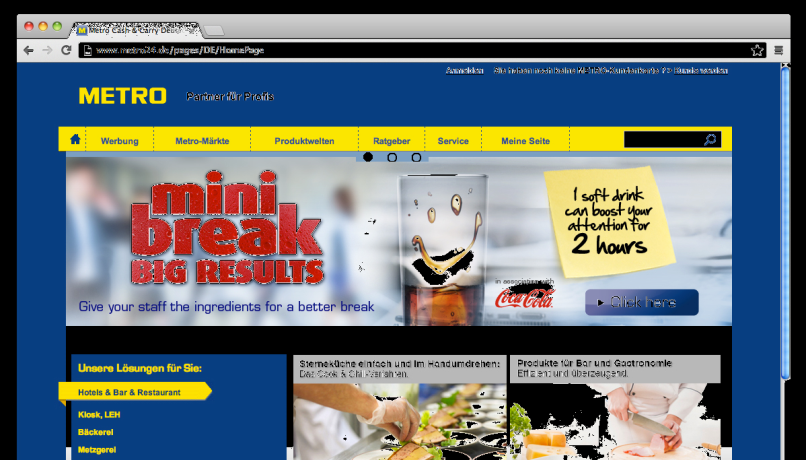 Metro Cash & Carry De
www.metro24.de/pages/DE/HomePage
Anmelden Sie haben noch keine METRO-Kundenkarte? Kunde werden
METRO Partner für Profis
Werbung Metro-Märkte Produktwelten Ratgeber Service Meine Seite
mini
break
BIG RESULTS
Give your staff the ingredients for a better break
1 soft drink
can boost your
attention for
2 hours
in association with
Coca-Cola
Click here
Unsere Lösungen für Sie:
Hotels & Bar & Restaurant
Kiosk, LEH
Bäckerei
Metzgerei
Sterneküche einfach und im Handumdrehen:
Das Cook & Chill-Verfahren.
Produkte für Bar und Gastronomie
Effizient und überzeugend.